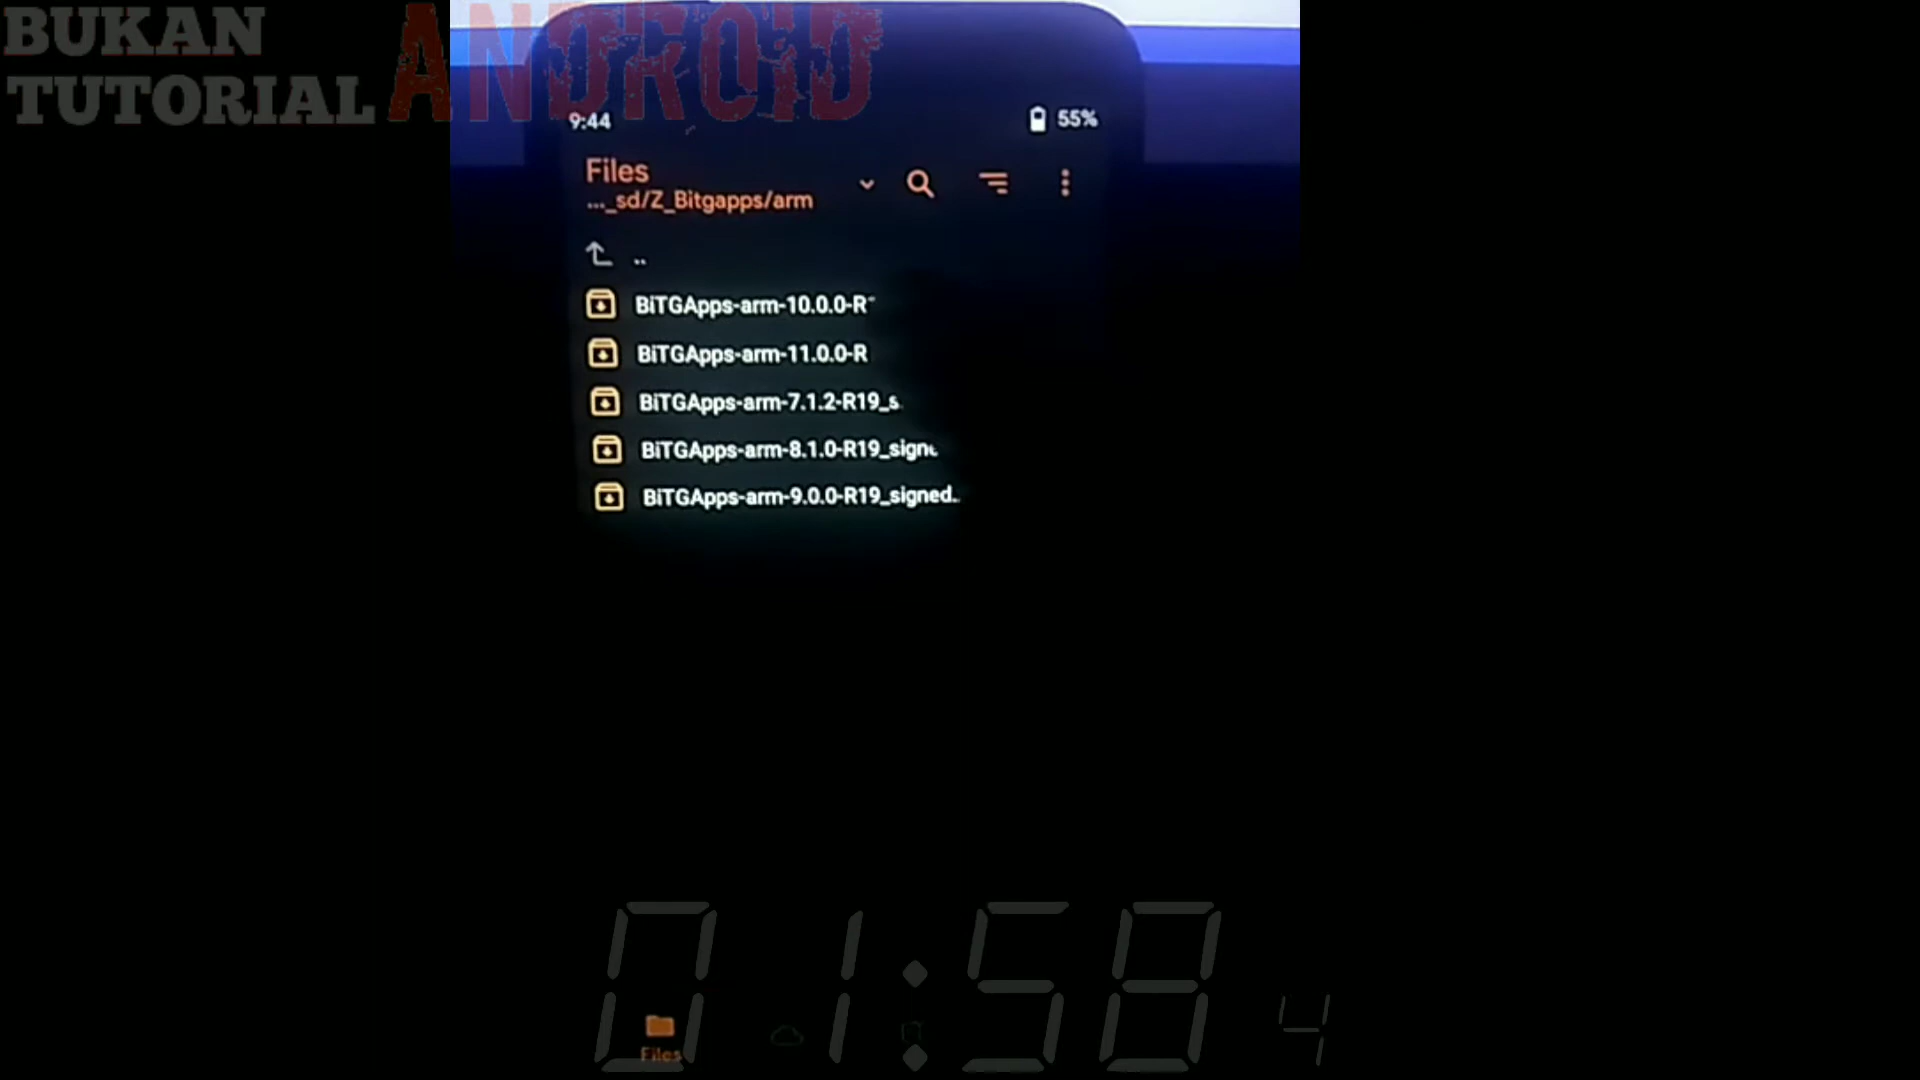 BUKAN
TUTORIAL ANDROID
9:44
55%
Files
..._sd/Z_Bitgapps/arm
..
BiTGApps-arm-10.0.0-R
BiTGApps-arm-11.0.0-R
BiTGApps-arm-7.1.2-R19_s
BiTGApps-arm-8.1.0-R19_signe
BiTGApps-arm-9.0.0-R19_signed..
01:58 4
Files